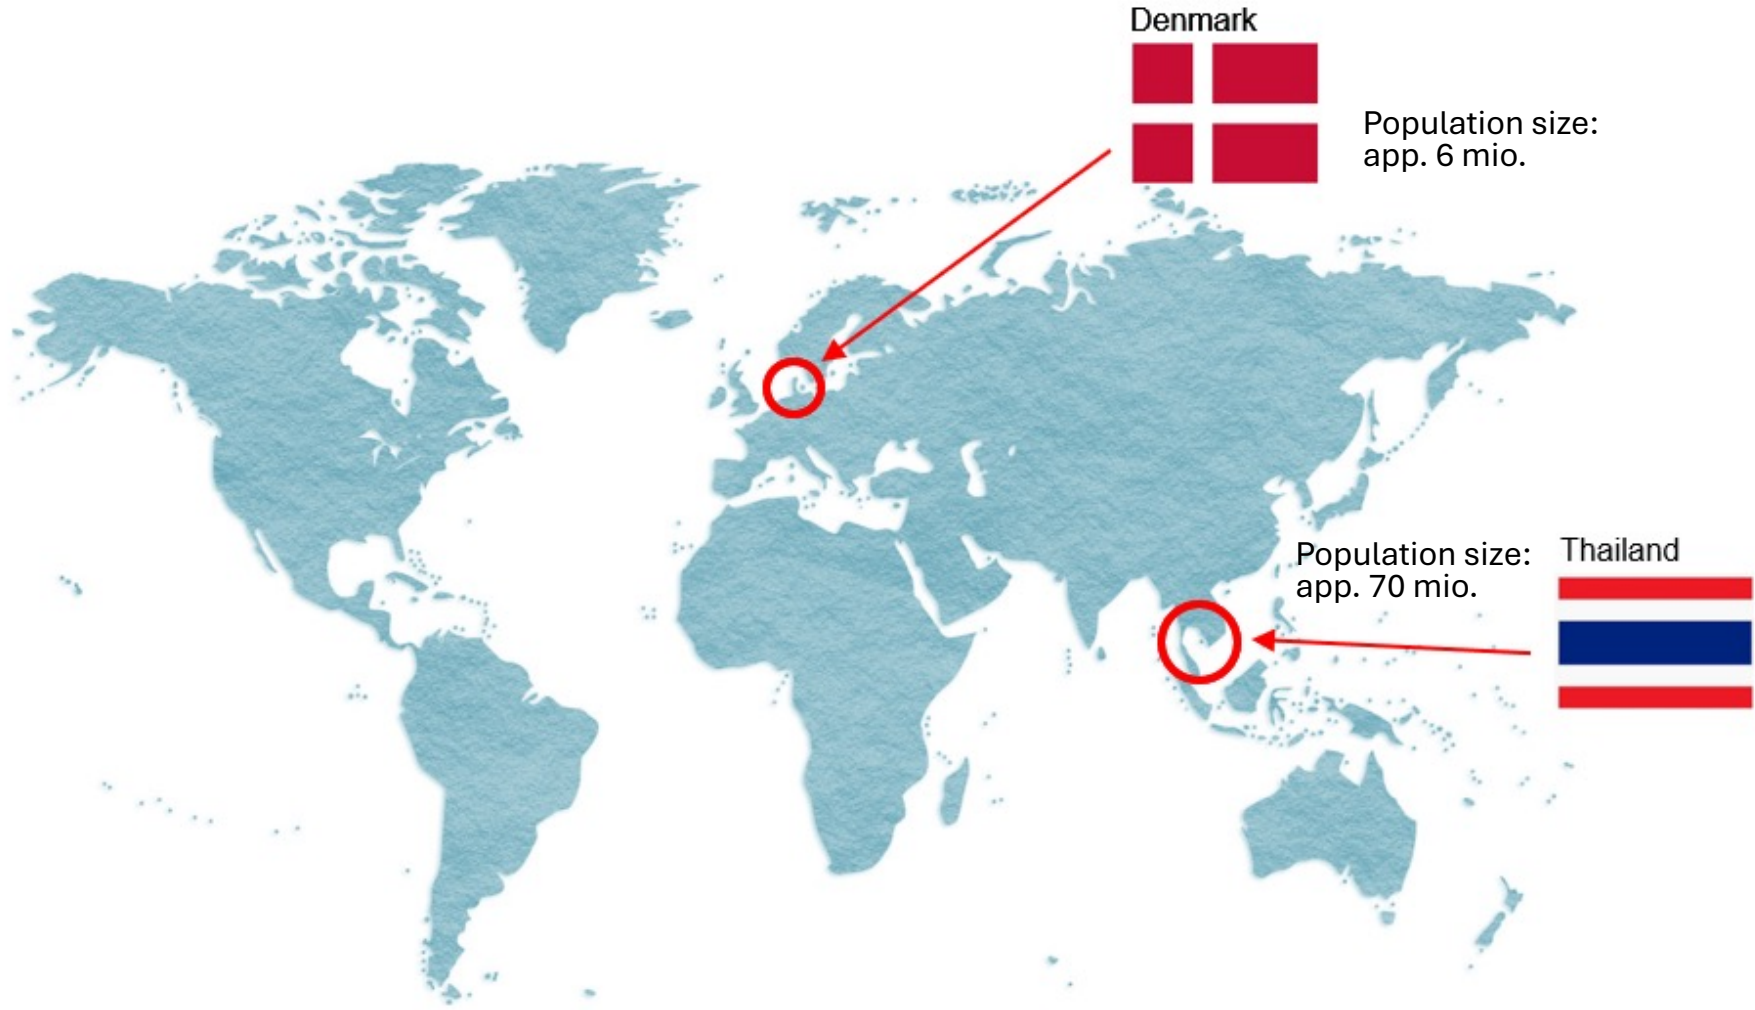 Denmark
Population size:
app. 6 mio.
Population size:
app. 70 mio.
Thailand